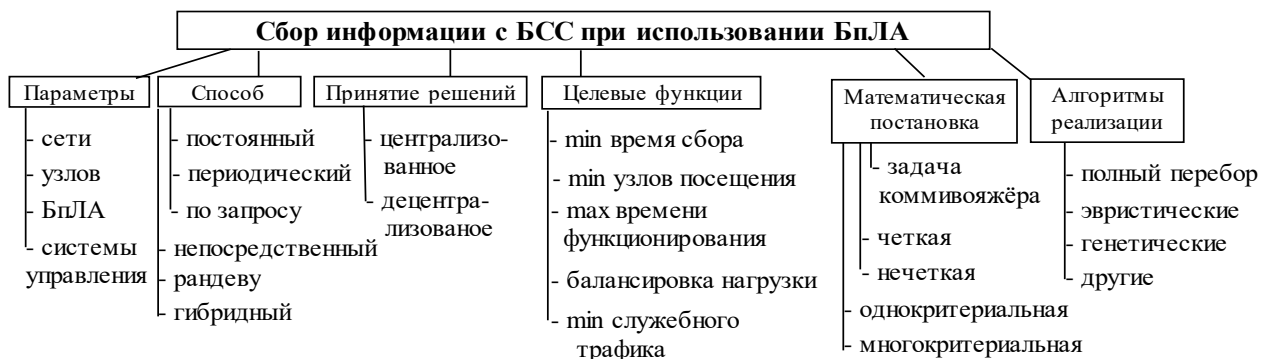 Сбор информации с БСС при использовании БпЛА
Параметры
- сети
- узлов
- БпЛА
- системы
управления
Способ
- постоянный
- периодический
- по запросу
- непосредственный
- рандеву
- гибридный
Принятие решений
- централизо-
ванное
- децентра-
лизованое
Целевые функции
- min время сбора
- min узлов посещения
- max времени
функционирования
- балансировка нагрузки
- min служебного
трафика
Математическая
постановка
- задача
коммивояжёра
- четкая
- нечеткая
- однокритериальная
- многокритериальная
Алгоритмы
реализации
- полный перебор
- эвристические
- генетические
- другие